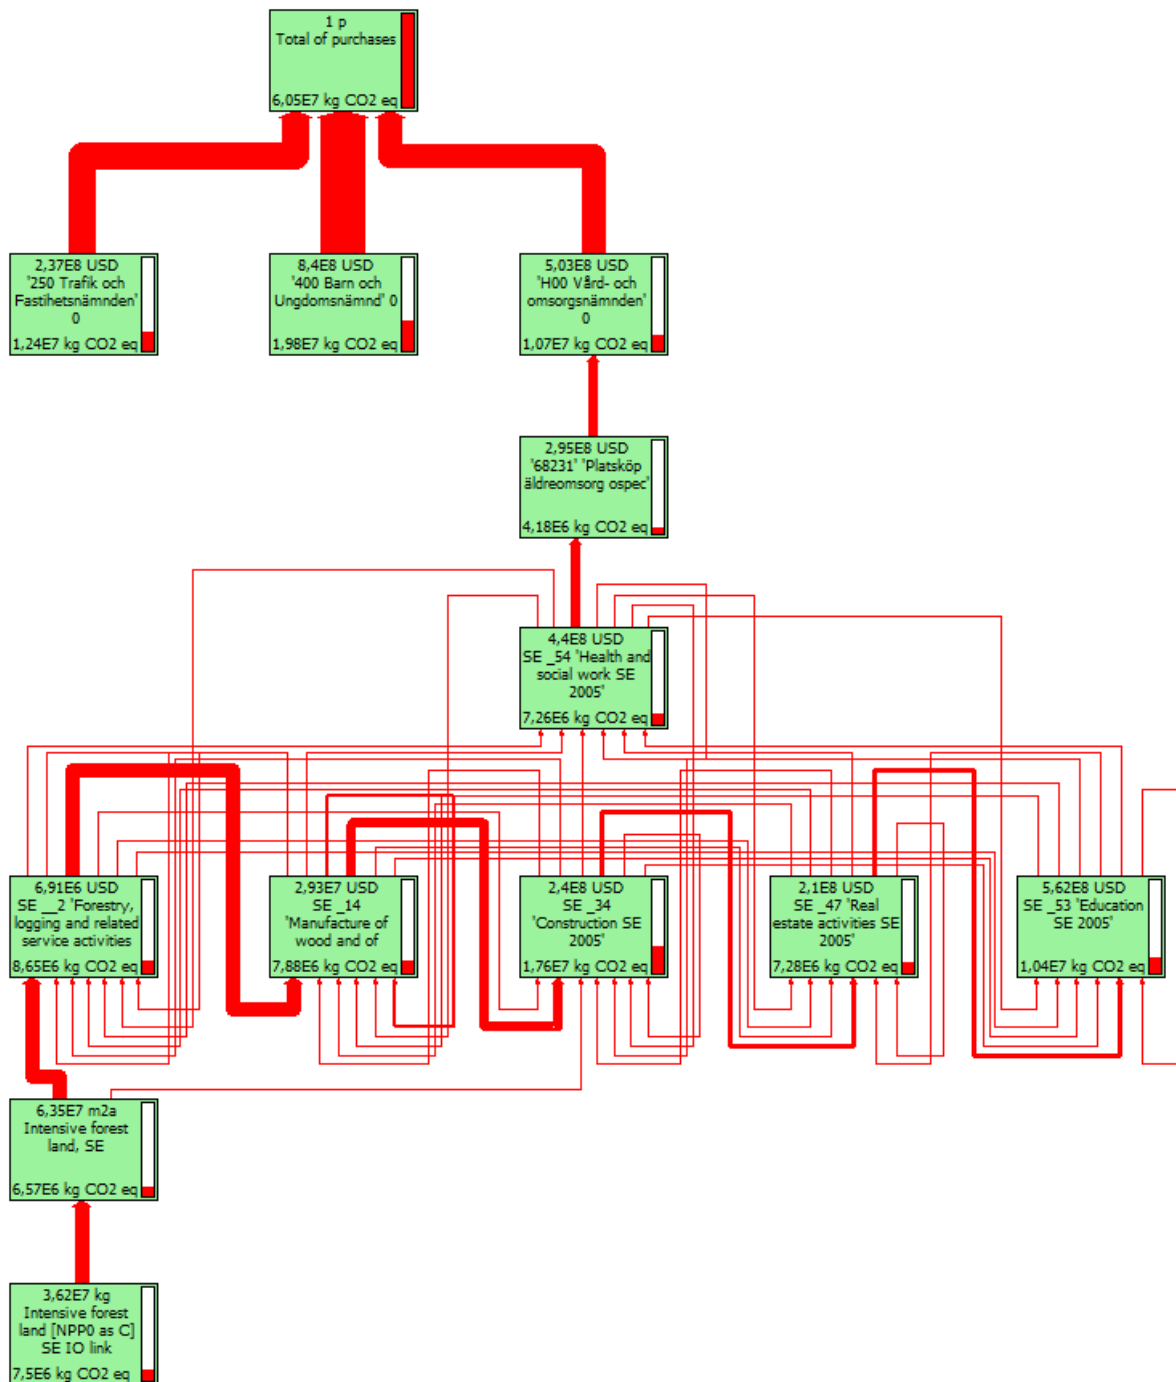 1 p
Total of purchases
6,05E7 kg CO2 eq
2,37E8 USD
'250 Trafik och
Fastihetsnämnden'
0
1,24E7 kg CO2 eq
8,4E8 USD
'400 Barn och
Ungdomsnämnd' 0
1,98E7 kg CO2 eq
5,03E8 USD
'H00 Vård- och
omsorgsnämnden'
0
1,07E7 kg CO2 eq
2,95E8 USD
'68231' 'Platsköp
äldreomsorg ospec'
4,18E6 kg CO2 eq
4,4E8 USD
SE _54 'Health and
social work SE
2005'
7,26E6 kg CO2 eq
6,91E6 USD
SE __2 'Forestry,
logging and related
service activities
8,65E6 kg CO2 eq
2,93E7 USD
SE _14
'Manufacture of
wood and of
7,88E6 kg CO2 eq
2,4E8 USD
SE _34
'Construction SE
2005'
1,76E7 kg CO2 eq
2,1E8 USD
SE _47 'Real
estate activities SE
2005'
7,28E6 kg CO2 eq
5,62E8 USD
SE _53 'Education
SE 2005'
1,04E7 kg CO2 eq
6,35E7 m2a
Intensive forest
land, SE
6,57E6 kg CO2 eq
3,62E7 kg
Intensive forest
land [NPP0 as C]
SE IO link
7,5E6 kg CO2 eq